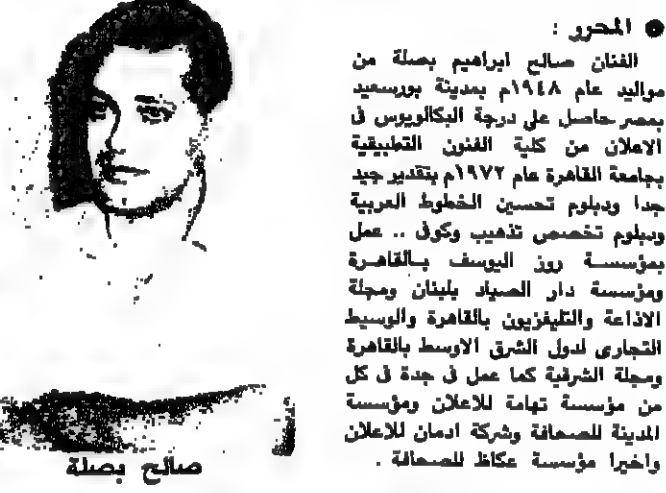 ● المحرر :
الفنان صالح ابراهيم بصلة من
مواليد عام ١٩٤٨م بمدينة بورسعيد
بمصر حاصل على درجة البكالوريوس فى
الاعلان من كلية الفنون التطبيقية
بجامعة القاهرة عام ١٩٧٢م بتقدير جيد
جدا ودبلوم تحسين الخطوط العربية
ودبلوم تخصص تذهيب وكوفى .. عمل
بمؤسسة روز اليوسف بالقاهرة
ومؤسسة دار الصياد بلبنان ومجلة
الاذاعة والتليفزيون بالقاهرة والوسيط
التجارى لدول الشرق الاوسط بالقاهرة
ومجلة الشرقية كما عمل فى جدة فى كل
من مؤسسة تهامة للاعلان ومؤسسة
المدينة للصحافة وشركة ادمان للاعلان
واخيرا مؤسسة عكاظ للصحافة .
صالح بصلة